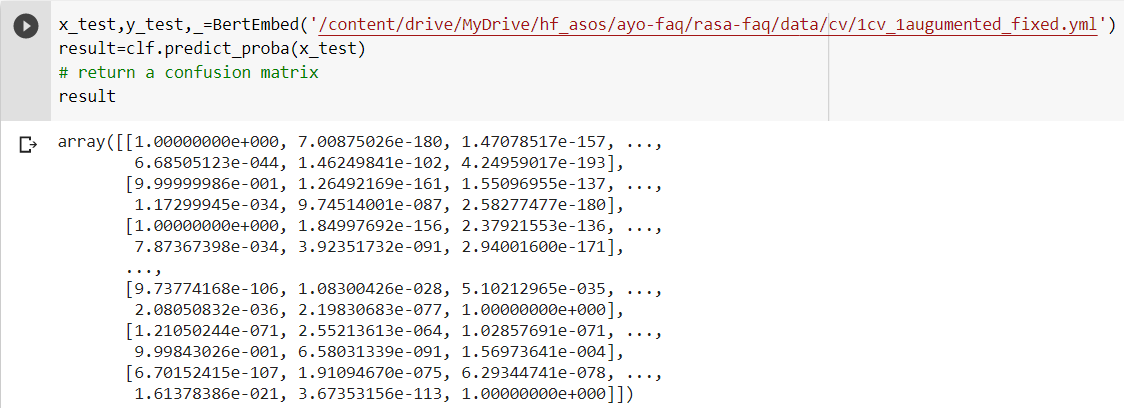 x_test,y_test,_=BertEmbed('/content/drive/MyDrive/hf_asos/ayo-faq/rasa-faq/data/cv/1cv_1augumented_fixed.yml')
result=clf.predict_proba(x_test)
# return a confusion matrix
result
array([[1.00000000e+000, 7.00875026e-180, 1.47078517e-157, ...,
6.68505123e-044, 1.46249841e-102, 4.24959017e-193],
[9.99999986e-001, 1.26492169e-161, 1.55096955e-137, ...,
1.17299945e-034, 9.74514001e-087, 2.58277477e-180],
[1.00000000e+000, 1.84997692e-156, 2.37921553e-136, ...,
7.87367398e-034, 3.92351732e-091, 2.94001600e-171],
...,
[9.73774168e-106, 1.08300426e-028, 5.10212965e-035, ...,
2.08050832e-036, 2.19830683e-077, 1.00000000e+000],
[1.21050244e-071, 2.55213613e-064, 1.02857691e-071, ...,
9.99843026e-001, 6.58031339e-091, 1.56973641e-004],
[6.70152415e-107, 1.91094670e-075, 6.29344741e-078, ...,
1.61378386e-021, 3.67353156e-113, 1.00000000e+000]])